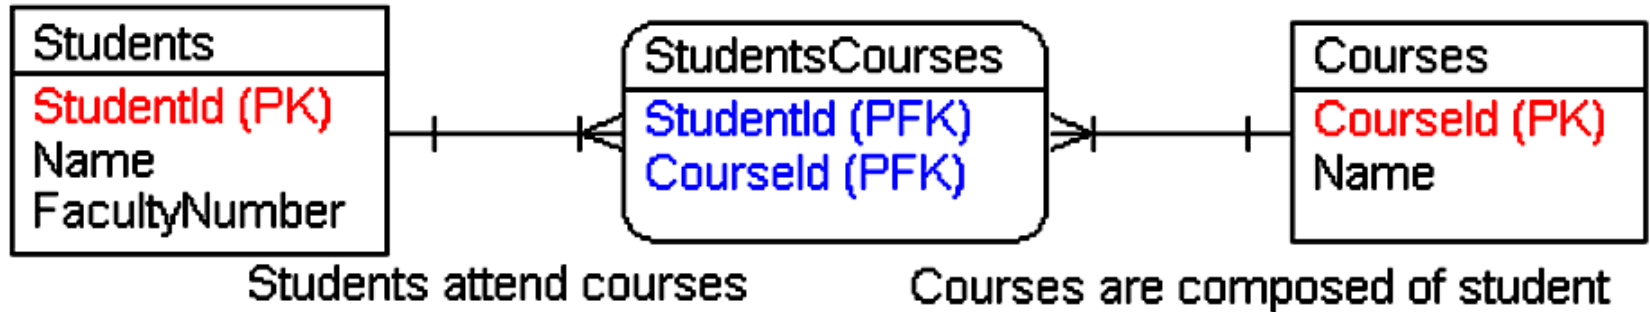 Students
StudentId (PK)
Name
FacultyNumber
StudentsCourses
StudentId (PFK)
CourseId (PFK)
Courses
CourseId (PK)
Name
Students attend courses
Courses are composed of student